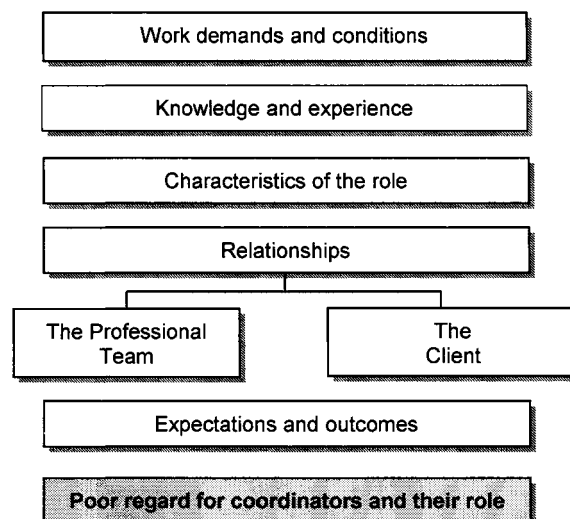 Work demands and conditions
Knowledge and experience
Characteristics of the role
Relationships
The Professional
Team
The
Client
Expectations and outcomes
Poor regard for coordinators and their role